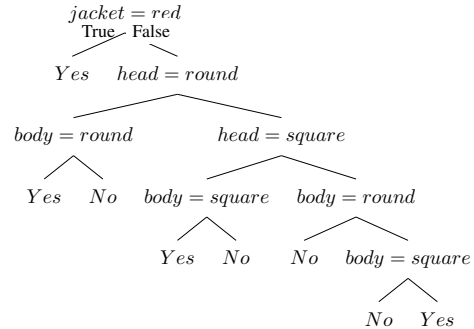 jacket = red
True False
Yes head = round
body = round head = square
Yes No body = square body = round
Yes No No body = square
No Yes